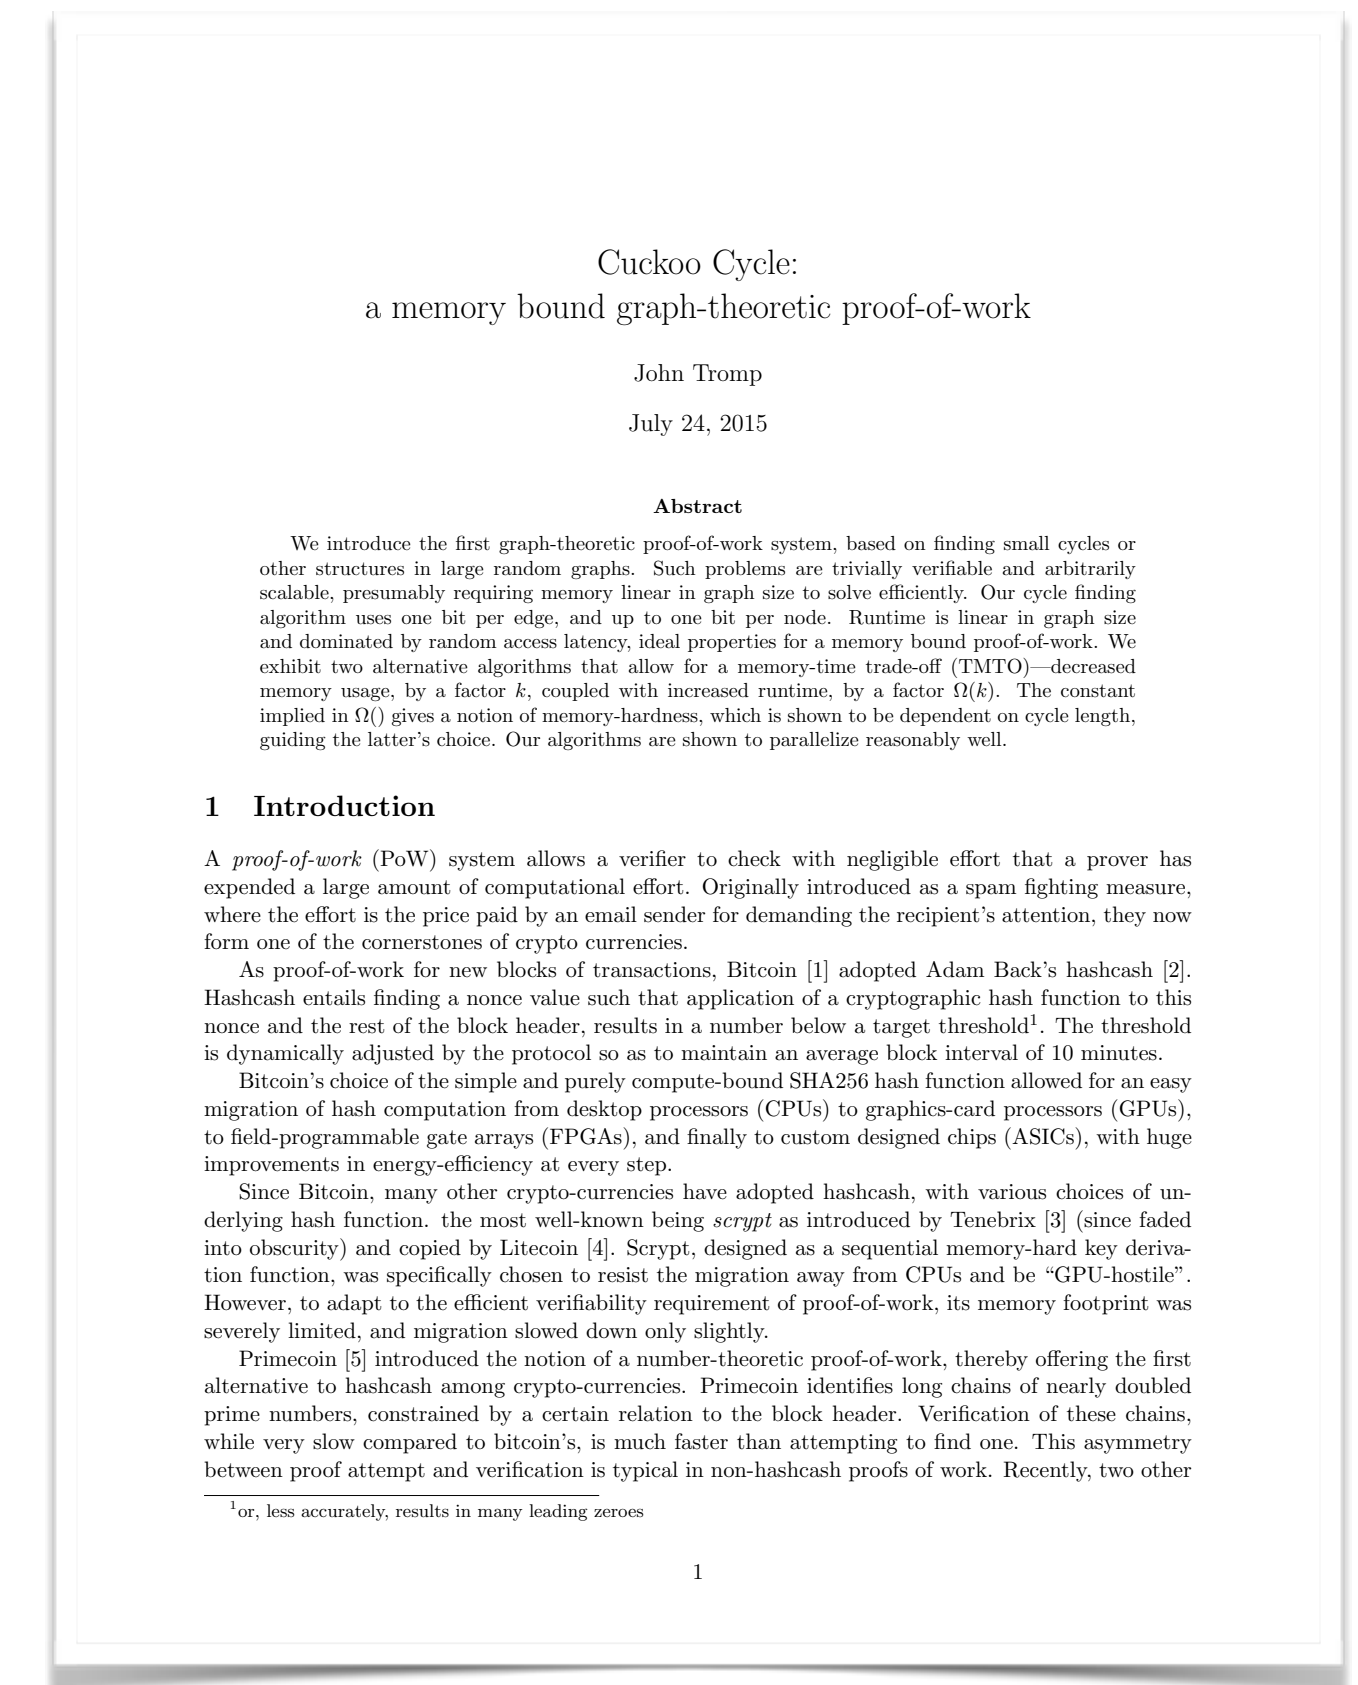 Cuckoo Cycle:
a memory bound graph-theoretic proof-of-work
John Tromp
July 24, 2015
Abstract
We introduce the first graph-theoretic proof-of-work system, based on finding small cycles or
other structures in large random graphs. Such problems are trivially verifiable and arbitrarily
scalable, presumably requiring memory linear in graph size to solve efficiently. Our cycle finding
algorithm uses one bit per edge, and up to one bit per node. Runtime is linear in graph size
and dominated by random access latency, ideal properties for a memory bound proof-of-work. We
exhibit two alternative algorithms that allow for a memory-time trade-off (TMTO)—decreased
memory usage, by a factor k, coupled with increased runtime, by a factor Ω(k). The constant
implied in Ω() gives a notion of memory-hardness, which is shown to be dependent on cycle length,
guiding the latter's choice. Our algorithms are shown to parallelize reasonably well.
1 Introduction
A proof-of-work (PoW) system allows a verifier to check with negligible effort that a prover has
expended a large amount of computational effort. Originally introduced as a spam fighting measure,
where the effort is the price paid by an email sender for demanding the recipient's attention, they now
form one of the cornerstones of crypto currencies.
As proof-of-work for new blocks of transactions, Bitcoin [1] adopted Adam Back's hashcash [2].
Hashcash entails finding a nonce value such that application of a cryptographic hash function to this
nonce and the rest of the block header, results in a number below a target threshold¹. The threshold
is dynamically adjusted by the protocol so as to maintain an average block interval of 10 minutes.
Bitcoin's choice of the simple and purely compute-bound SHA256 hash function allowed for an easy
migration of hash computation from desktop processors (CPUs) to graphics-card processors (GPUs),
to field-programmable gate arrays (FPGAs), and finally to custom designed chips (ASICs), with huge
improvements in energy-efficiency at every step.
Since Bitcoin, many other crypto-currencies have adopted hashcash, with various choices of un-
derlying hash function. the most well-known being scrypt as introduced by Tenebrix [3] (since faded
into obscurity) and copied by Litecoin [4]. Scrypt, designed as a sequential memory-hard key deriva-
tion function, was specifically chosen to resist the migration away from CPUs and be “GPU-hostile”.
However, to adapt to the efficient verifiability requirement of proof-of-work, its memory footprint was
severely limited, and migration slowed down only slightly.
Primecoin [5] introduced the notion of a number-theoretic proof-of-work, thereby offering the first
alternative to hashcash among crypto-currencies. Primecoin identifies long chains of nearly doubled
prime numbers, constrained by a certain relation to the block header. Verification of these chains,
while very slow compared to bitcoin's, is much faster than attempting to find one. This asymmetry
between proof attempt and verification is typical in non-hashcash proofs of work. Recently, two other
¹or, less accurately, results in many leading zeroes
1